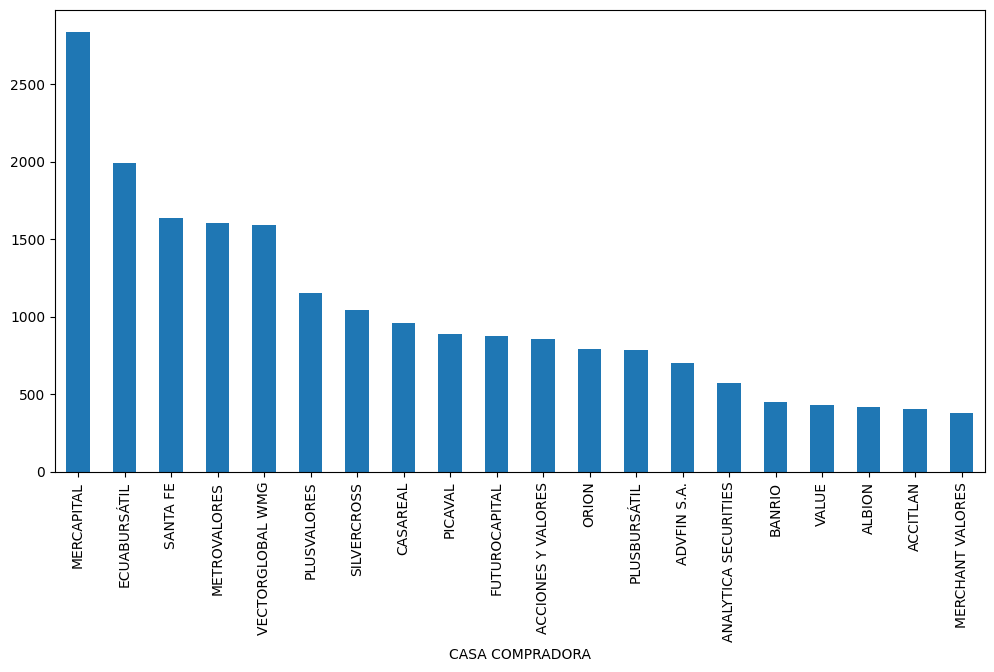 2500
2000
1500
1000
500
0
MERCAPITAL
ECUABURSÁTIL
SANTA FE
METROVALORES
VECTORGLOBAL WMG
PLUSVALORES
SILVERCROSS
CASAREAL
PICAVAL
FUTUROCAPITAL
ACCIONES Y VALORES
ORION
PLUSBURSÁTIL
ADVFIN S.A.
ANALYTICA SECURITIES
BANRIO
VALUE
ALBION
ACCITLAN
MERCHANT VALORES
CASA COMPRADORA